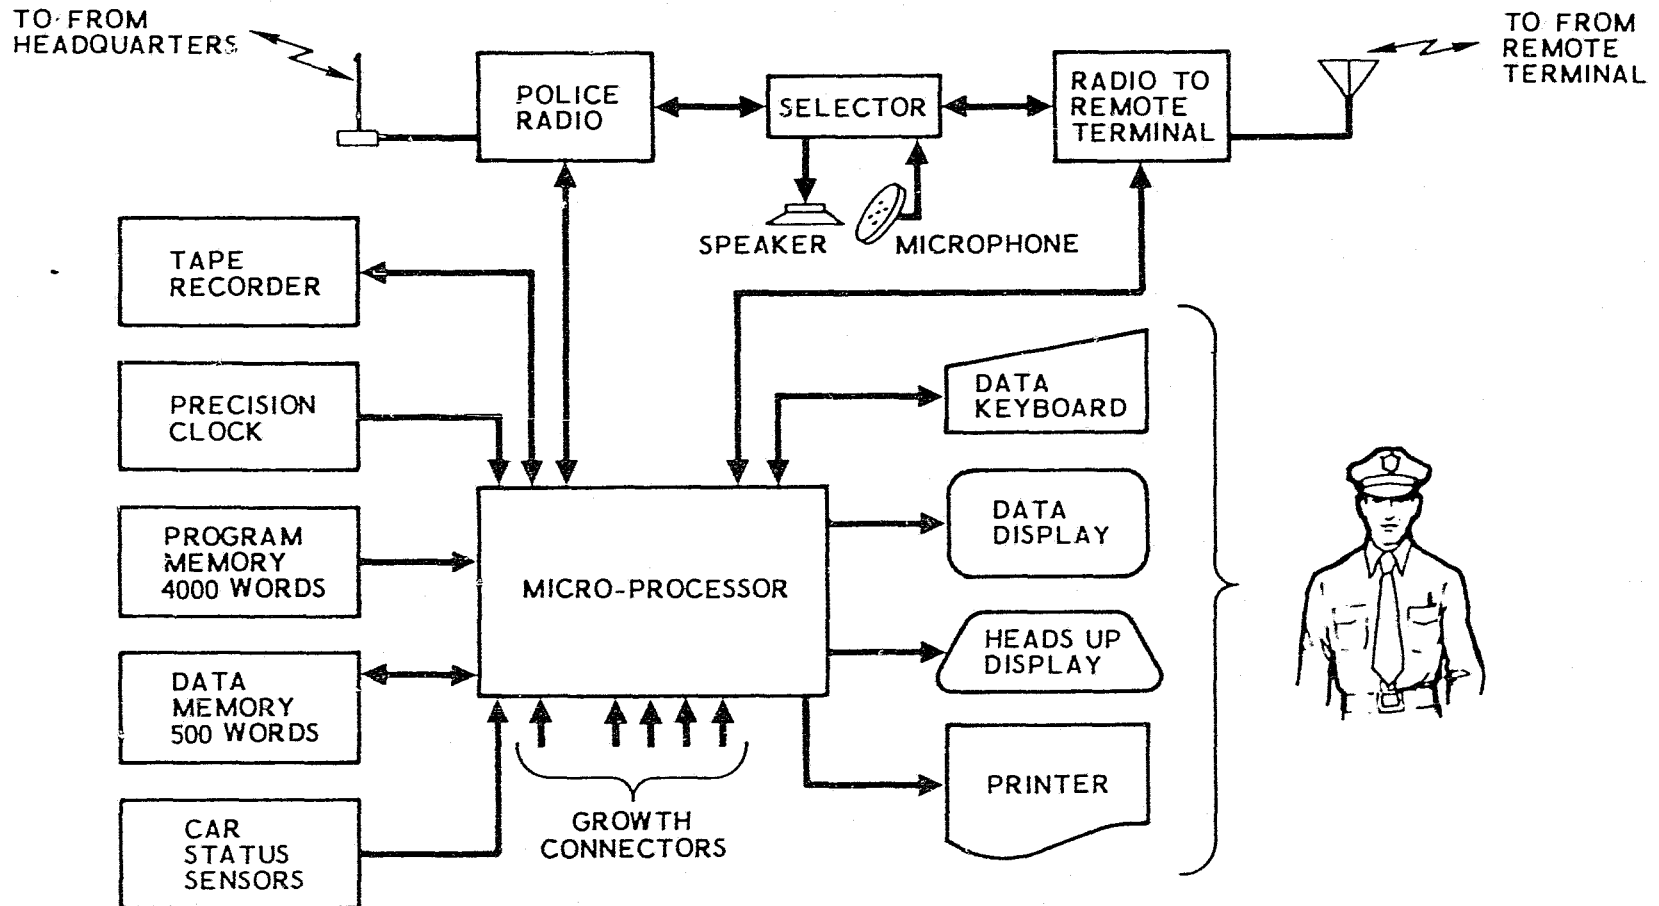 TO FROM
HEADQUARTERS
POLICE
RADIO
SELECTOR
RADIO TO
REMOTE
TERMINAL
TO FROM
REMOTE
TERMINAL
SPEAKER
MICROPHONE
TAPE
RECORDER
PRECISION
CLOCK
PROGRAM
MEMORY
4000 WORDS
DATA
MEMORY
500 WORDS
CAR
STATUS
SENSORS
MICRO-PROCESSOR
GROWTH
CONNECTORS
DATA
KEYBOARD
DATA
DISPLAY
HEADS UP
DISPLAY
PRINTER